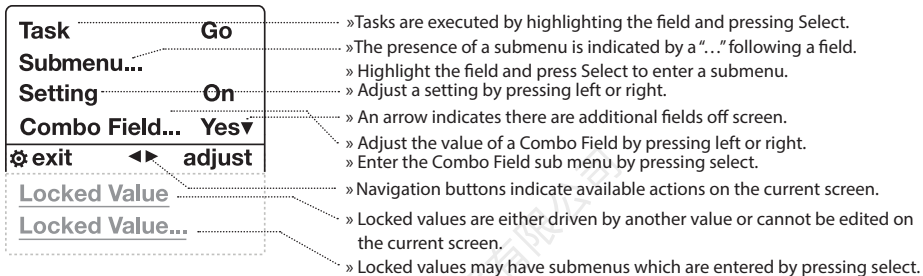 Task Go
Submenu...
Setting On
Combo Field... Yes▼
⚙ exit ◄► adjust
Locked Value
Locked Value...
»Tasks are executed by highlighting the field and pressing Select.
»The presence of a submenu is indicated by a “…” following a field.
» Highlight the field and press Select to enter a submenu.
» Adjust a setting by pressing left or right.
» An arrow indicates there are additional fields off screen.
» Adjust the value of a Combo Field by pressing left or right.
» Enter the Combo Field sub menu by pressing select.
» Navigation buttons indicate available actions on the current screen.
» Locked values are either driven by another value or cannot be edited on
the current screen.
» Locked values may have submenus which are entered by pressing select.
有限公司